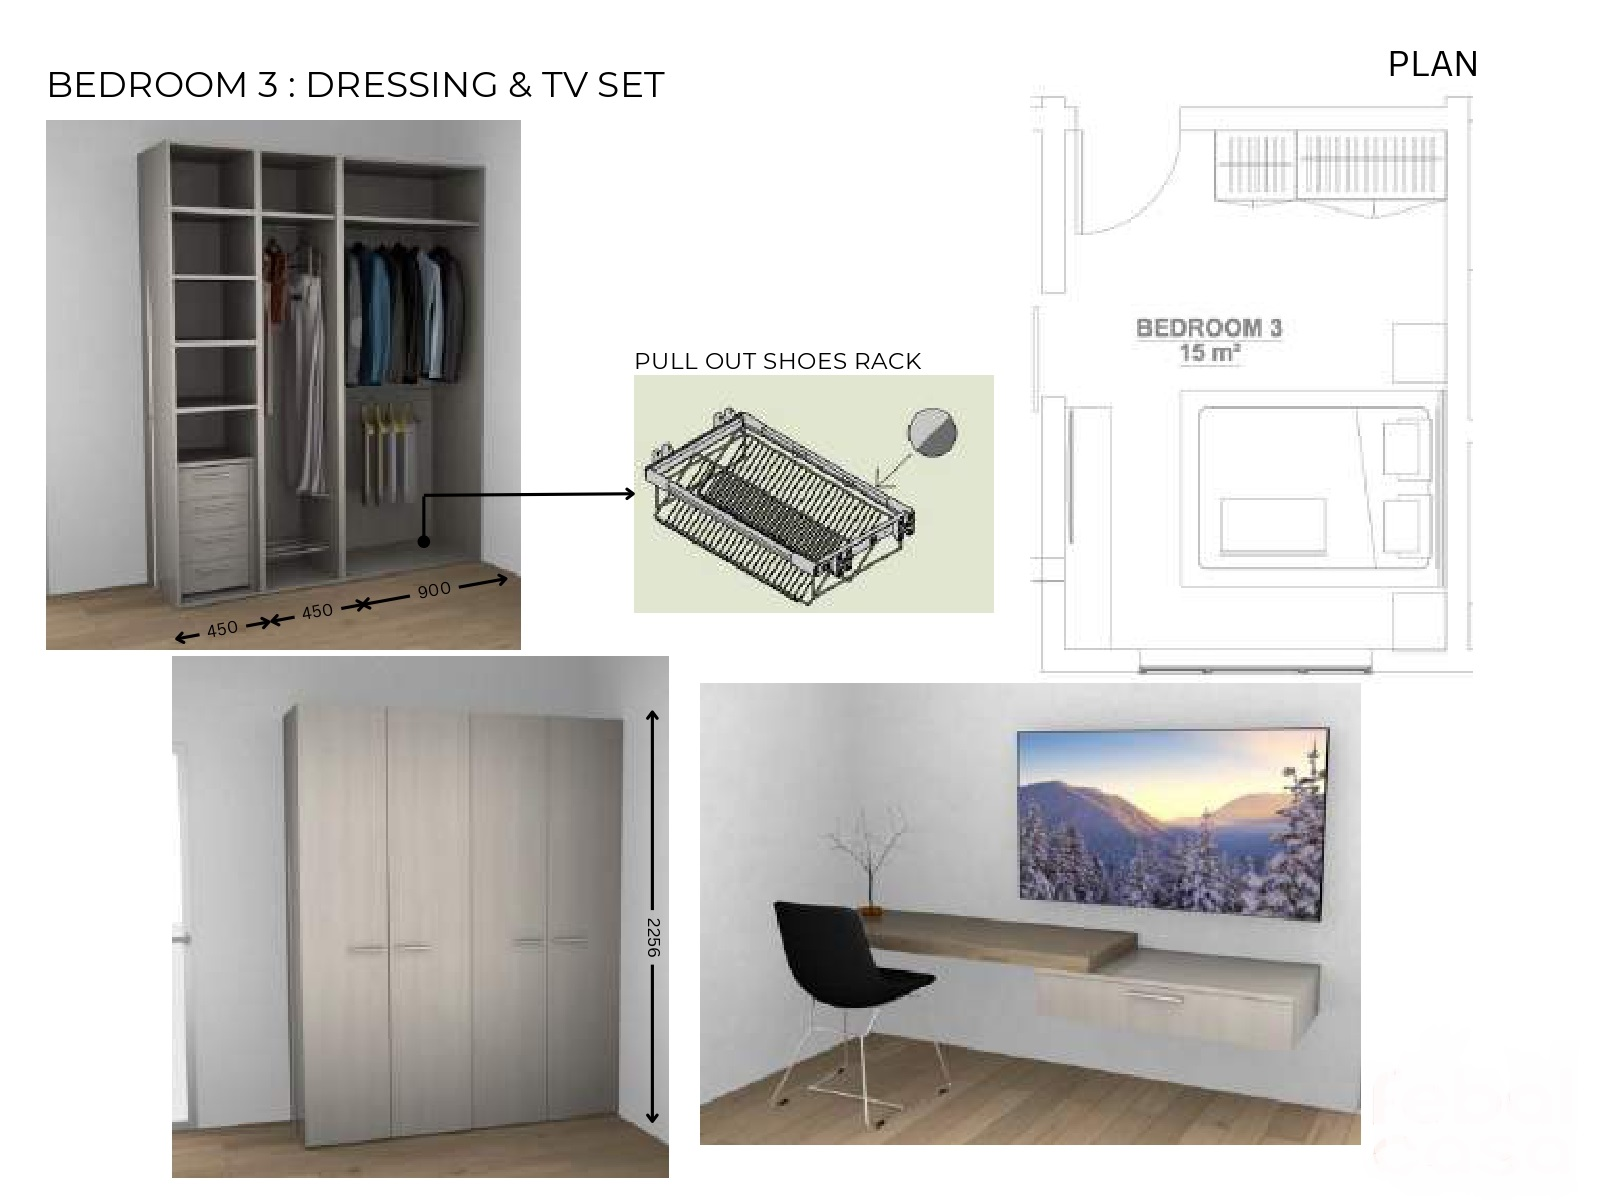 PLAN
BEDROOM 3 : DRESSING & TV SET
BEDROOM 3
15 m²
PULL OUT SHOES RACK
450
450
900
2256